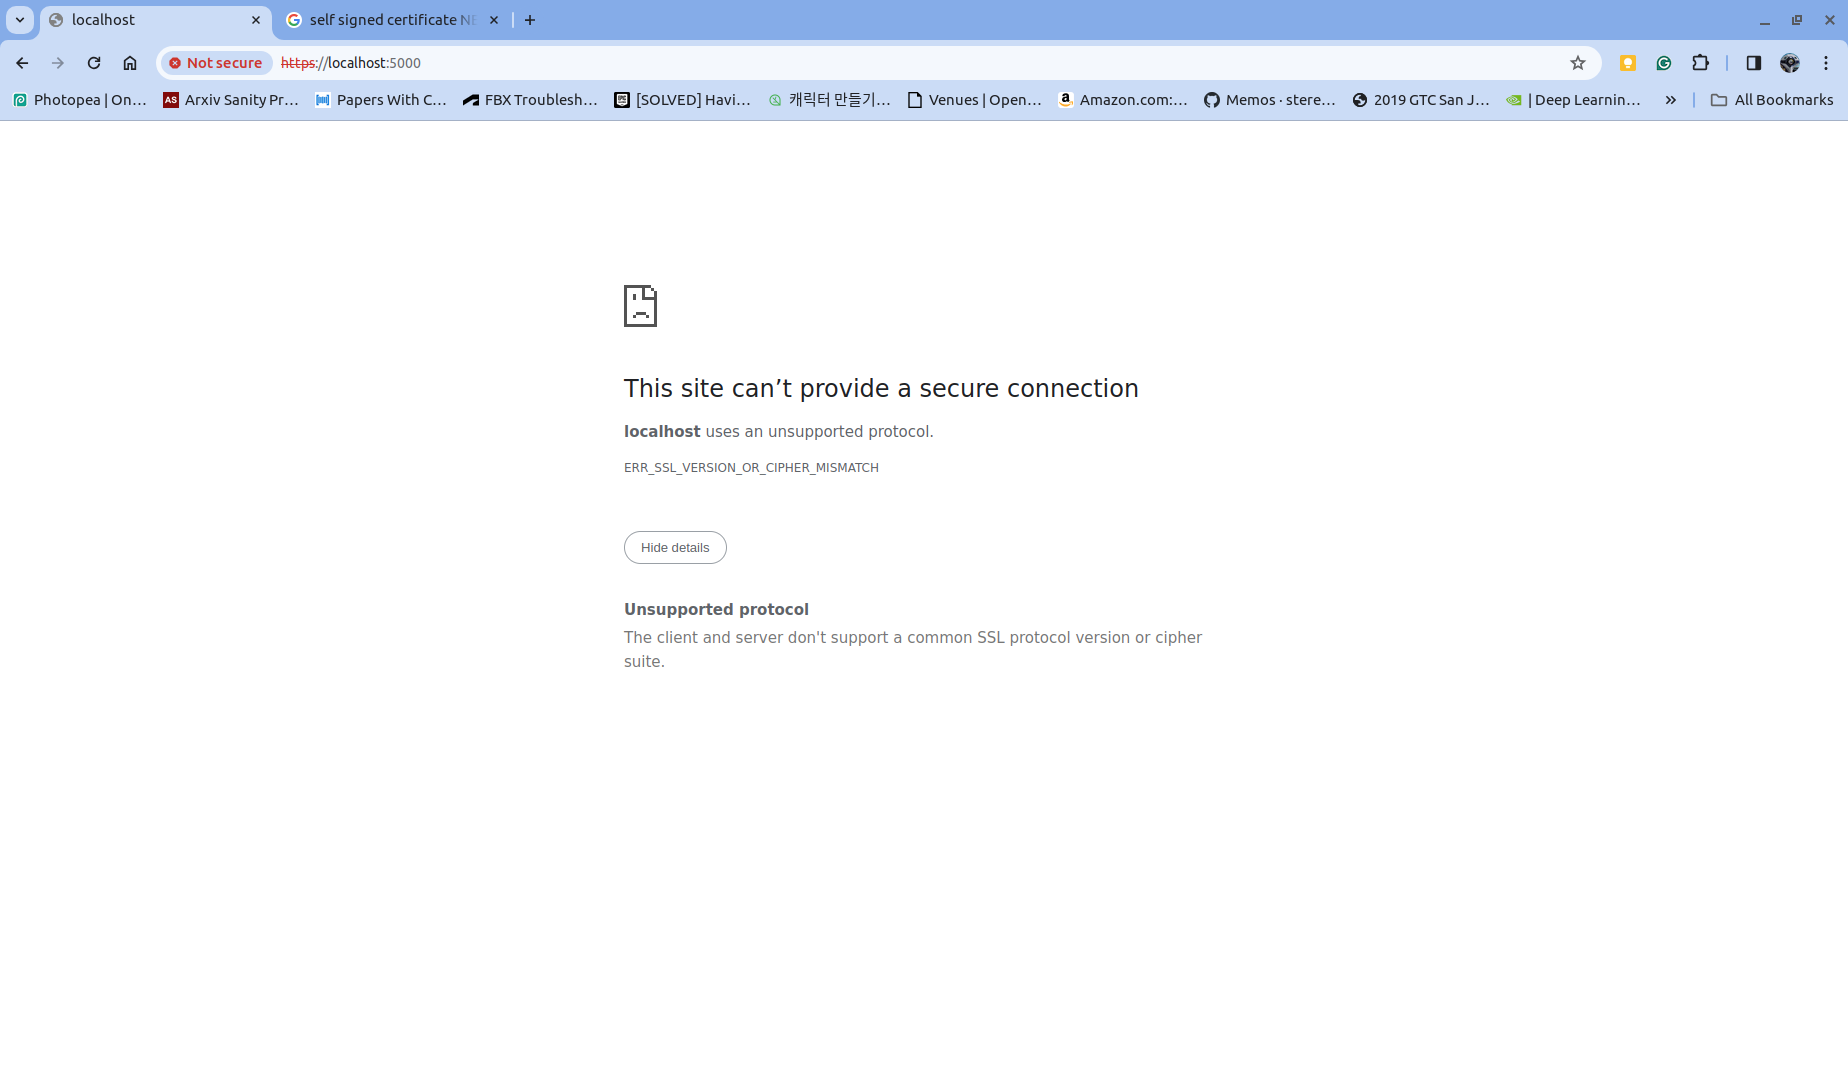 localhost
self signed certificate
Not secure
https://localhost:5000
Photopea | On...
AS
Arxiv Sanity Pr...
Papers With C...
FBX Troublesh...
EPIC
[SOLVED] Havi...
캐릭터 만들기...
Venues | Open...
a
Amazon.com:...
Memos · stere...
2019 GTC San J...
| Deep Learnin...
All Bookmarks
This site can’t provide a secure connection
localhost uses an unsupported protocol.
ERR_SSL_VERSION_OR_CIPHER_MISMATCH
Hide details
Unsupported protocol
The client and server don't support a common SSL protocol version or cipher
suite.